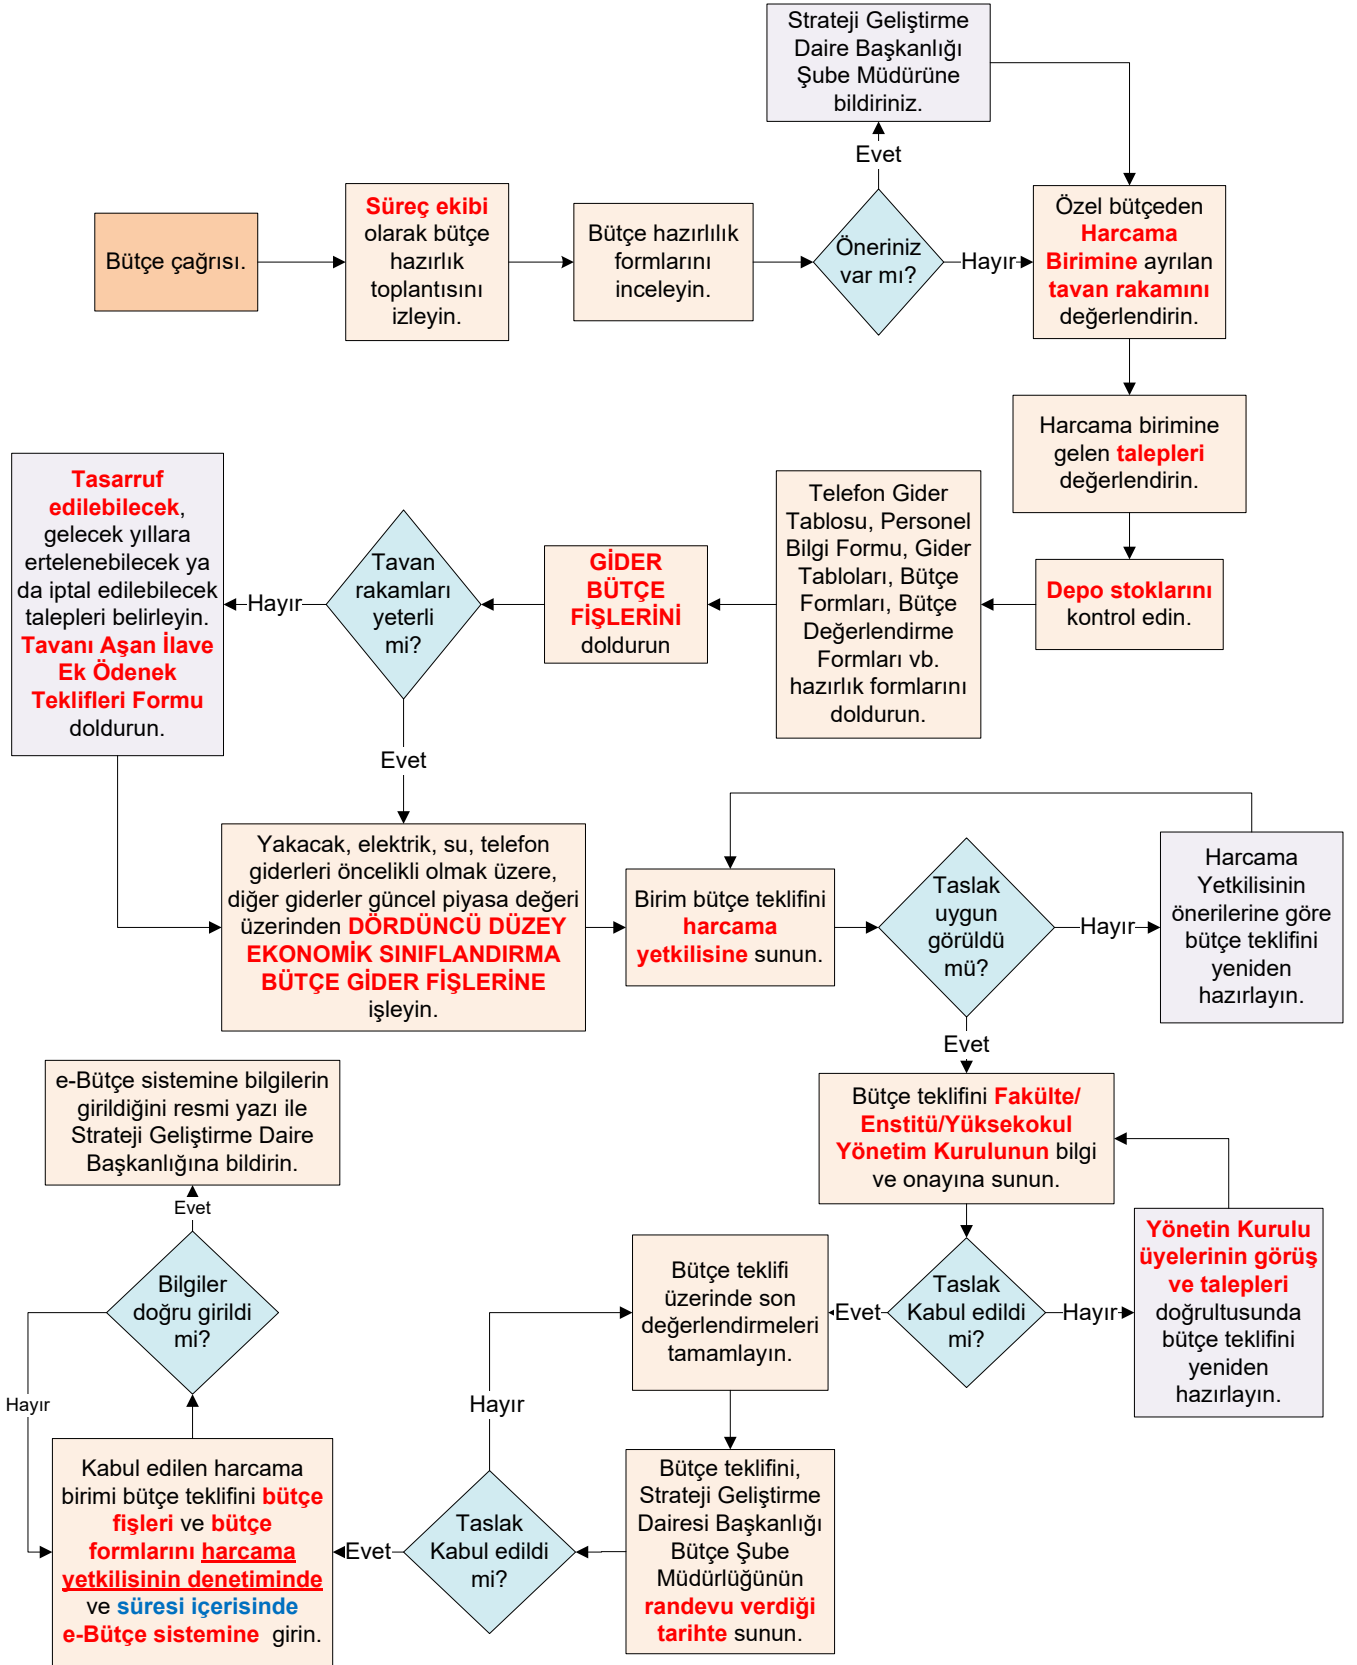 Strateji Geliştirme
Daire Başkanlığı
Şube Müdürüne
bildiriniz.
Evet
Bütçe çağrısı.
Süreç ekibi
olarak bütçe
hazırlık
toplantısını
izleyin.
Bütçe hazırlılık
formlarını
inceleyin.
Öneriniz
var mı?
Hayır
Özel bütçeden
Harcama
Birimine ayrılan
tavan rakamını
değerlendirin.
Harcama birimine
gelen talepleri
değerlendirin.
Depo stoklarını
kontrol edin.
Telefon Gider
Tablosu, Personel
Bilgi Formu, Gider
Tabloları, Bütçe
Formları, Bütçe
Değerlendirme
Formları vb.
hazırlık formlarını
doldurun.
GİDER
BÜTÇE
FİŞLERİNİ
doldurun
Tavan
rakamları
yeterli
mi?
Hayır
Tasarruf
edilebilecek,
gelecek yıllara
ertelenebilecek ya
da iptal edilebilecek
talepleri belirleyin.
Tavanı Aşan İlave
Ek Ödenek
Teklifleri Formu
doldurun.
Evet
Yakacak, elektrik, su, telefon
giderleri öncelikli olmak üzere,
diğer giderler güncel piyasa değeri
üzerinden DÖRDÜNCÜ DÜZEY
EKONOMİK SINIFLANDIRMA
BÜTÇE GİDER FİŞLERİNE
işleyin.
Birim bütçe teklifini
harcama
yetkilisine sunun.
Taslak
uygun
görüldü
mü?
Hayır
Harcama
Yetkilisinin
önerilerine göre
bütçe teklifini
yeniden
hazırlayın.
Evet
Bütçe teklifini Fakülte/
Enstitü/Yüksekokul
Yönetim Kurulunun bilgi
ve onayına sunun.
Taslak
Kabul edildi
mi?
Hayır
Yönetin Kurulu
üyelerinin görüş
ve talepleri
doğrultusunda
bütçe teklifini
yeniden
hazırlayın.
Evet
Bütçe teklifi
üzerinde son
değerlendirmeleri
tamamlayın.
Bütçe teklifini,
Strateji Geliştirme
Dairesi Başkanlığı
Bütçe Şube
Müdürlüğünün
randevu verdiği
tarihte sunun.
Taslak
Kabul edildi
mi?
Hayır
Evet
Kabul edilen harcama
birimi bütçe teklifini bütçe
fişleri ve bütçe
formlarını harcama
yetkilisinin denetiminde
ve süresi içerisinde
e-Bütçe sistemine girin.
Bilgiler
doğru girildi
mi?
Hayır
Evet
e-Bütçe sistemine bilgilerin
girildiğini resmi yazı ile
Strateji Geliştirme Daire
Başkanlığına bildirin.